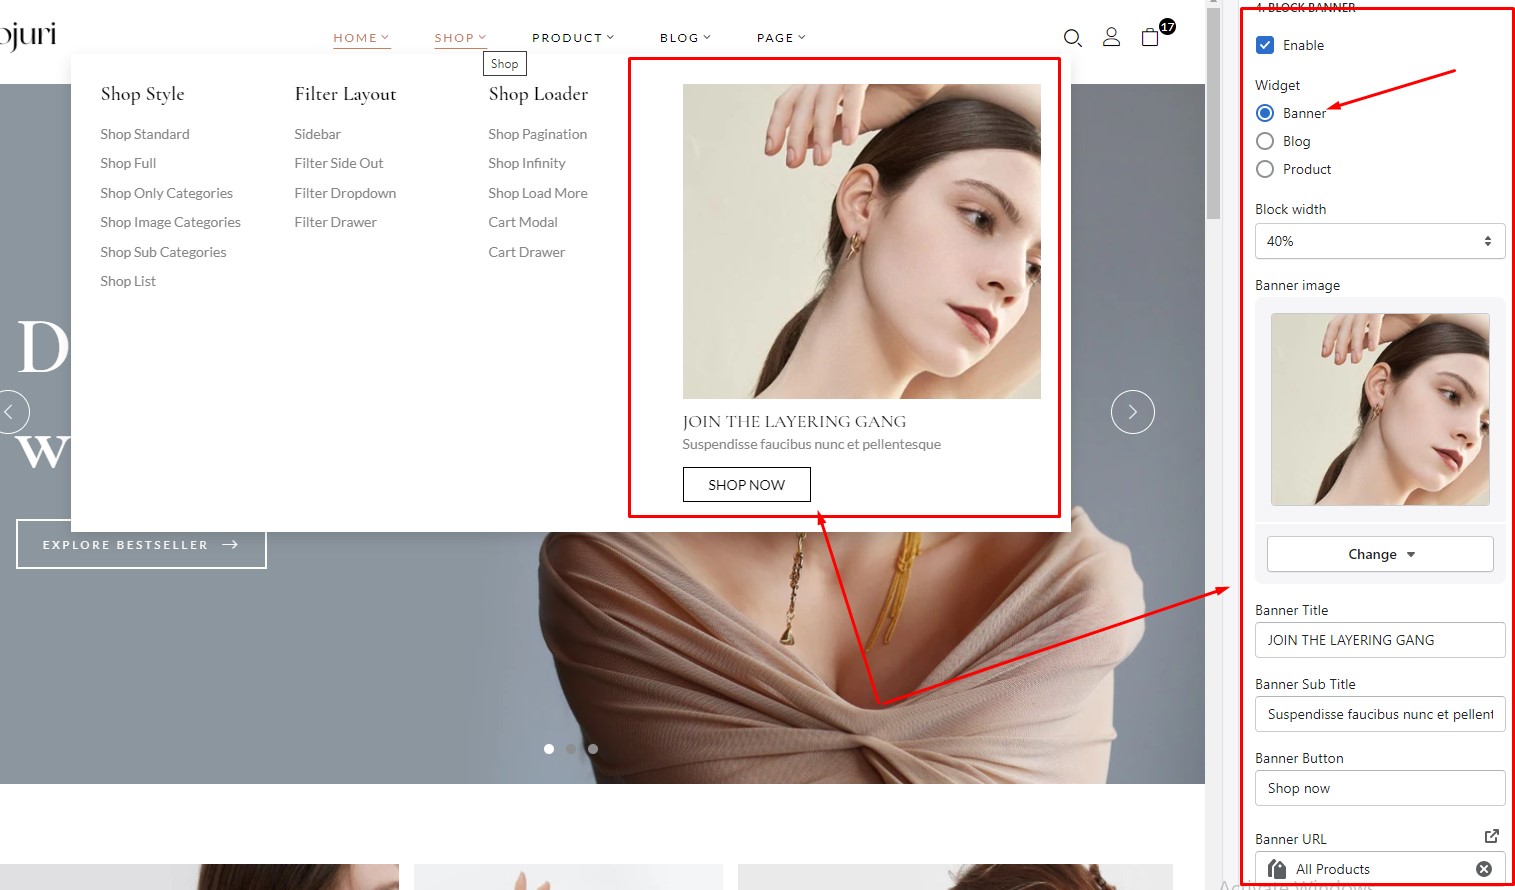 ojuri
HOME
SHOP
PRODUCT
BLOG
PAGE
17
Shop
Shop Style
Shop Standard
Shop Full
Shop Only Categories
Shop Image Categories
Shop Sub Categories
Shop List
Filter Layout
Sidebar
Filter Side Out
Filter Dropdown
Filter Drawer
Shop Loader
Shop Pagination
Shop Infinity
Shop Load More
Cart Modal
Cart Drawer
JOIN THE LAYERING GANG
Suspendisse faucibus nunc et pellentesque
SHOP NOW
D
w
EXPLORE BESTSELLER
4. BLOCK BANNER
Enable
Widget
Banner
Blog
Product
Block width
40%
Banner image
Change
Banner Title
JOIN THE LAYERING GANG
Banner Sub Title
Suspendisse faucibus nunc et pellent
Banner Button
Shop now
Banner URL
All Products
Activate Windows